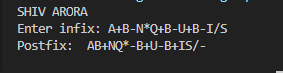 SHIV ARORA
Enter infix: A+B-N*Q+B-U+B-I/S
Postfix:  AB+NQ*-B+U-B+IS/-